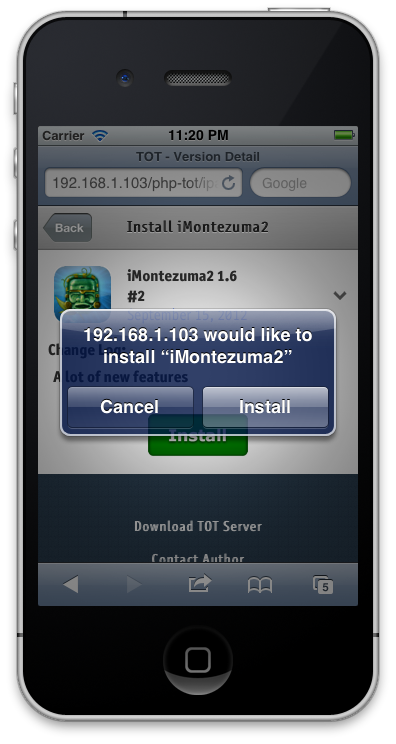 Carrier 11:20 PM
TOT - Version Detail
192.168.1.103/php-tot/ip
Google
Back
Install iMontezuma2
iMontezuma2 1.6
#2
September 15, 2012
192.168.1.103 would like to
install “iMontezuma2”
Change Log:
A lot of new features
Cancel
Install
Install
Download TOT Server
Contact Author
5